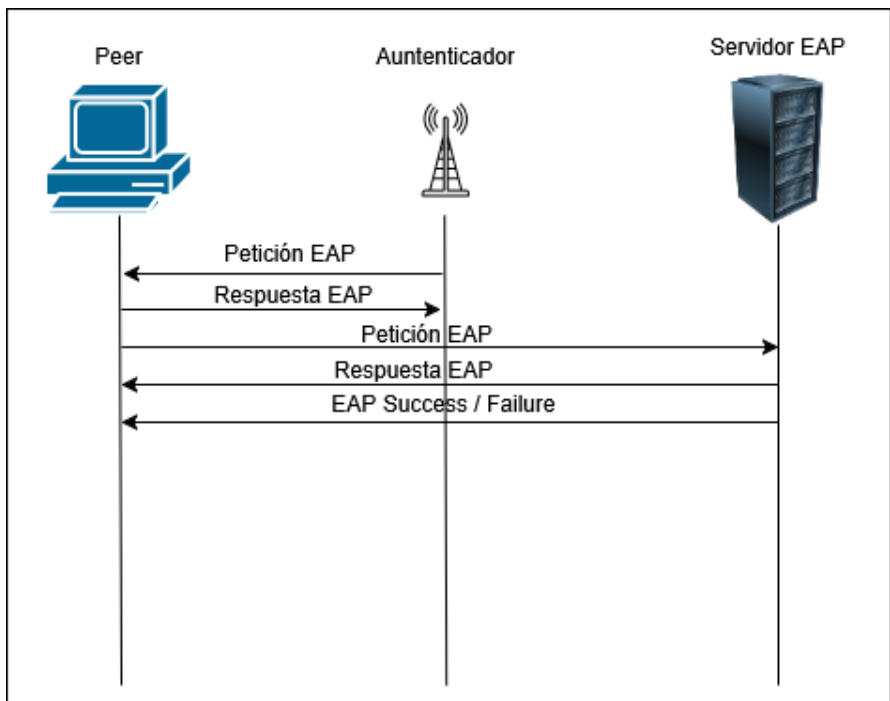 Peer
Auntenticador
Servidor EAP
Petición EAP
Respuesta EAP
Petición EAP
Respuesta EAP
EAP Success / Failure